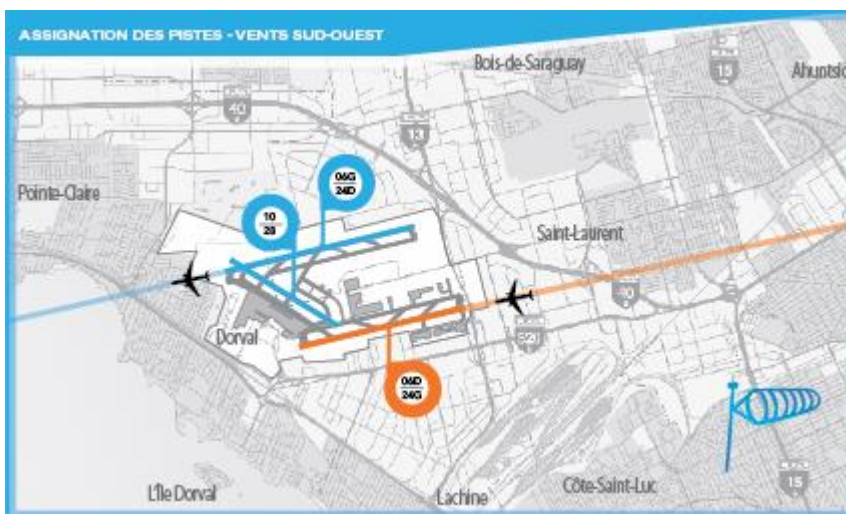 ASSIGNATION DES PISTES - VENTS SUD-OUEST
Bois-de-Saraguay
15
Ahuntsic
40
13
Pointe-Claire
06G
24D
10
28
Saint-Laurent
Dorval
520
06D
24G
L'Île Dorval
Lachine
Côte-Saint-Luc
15